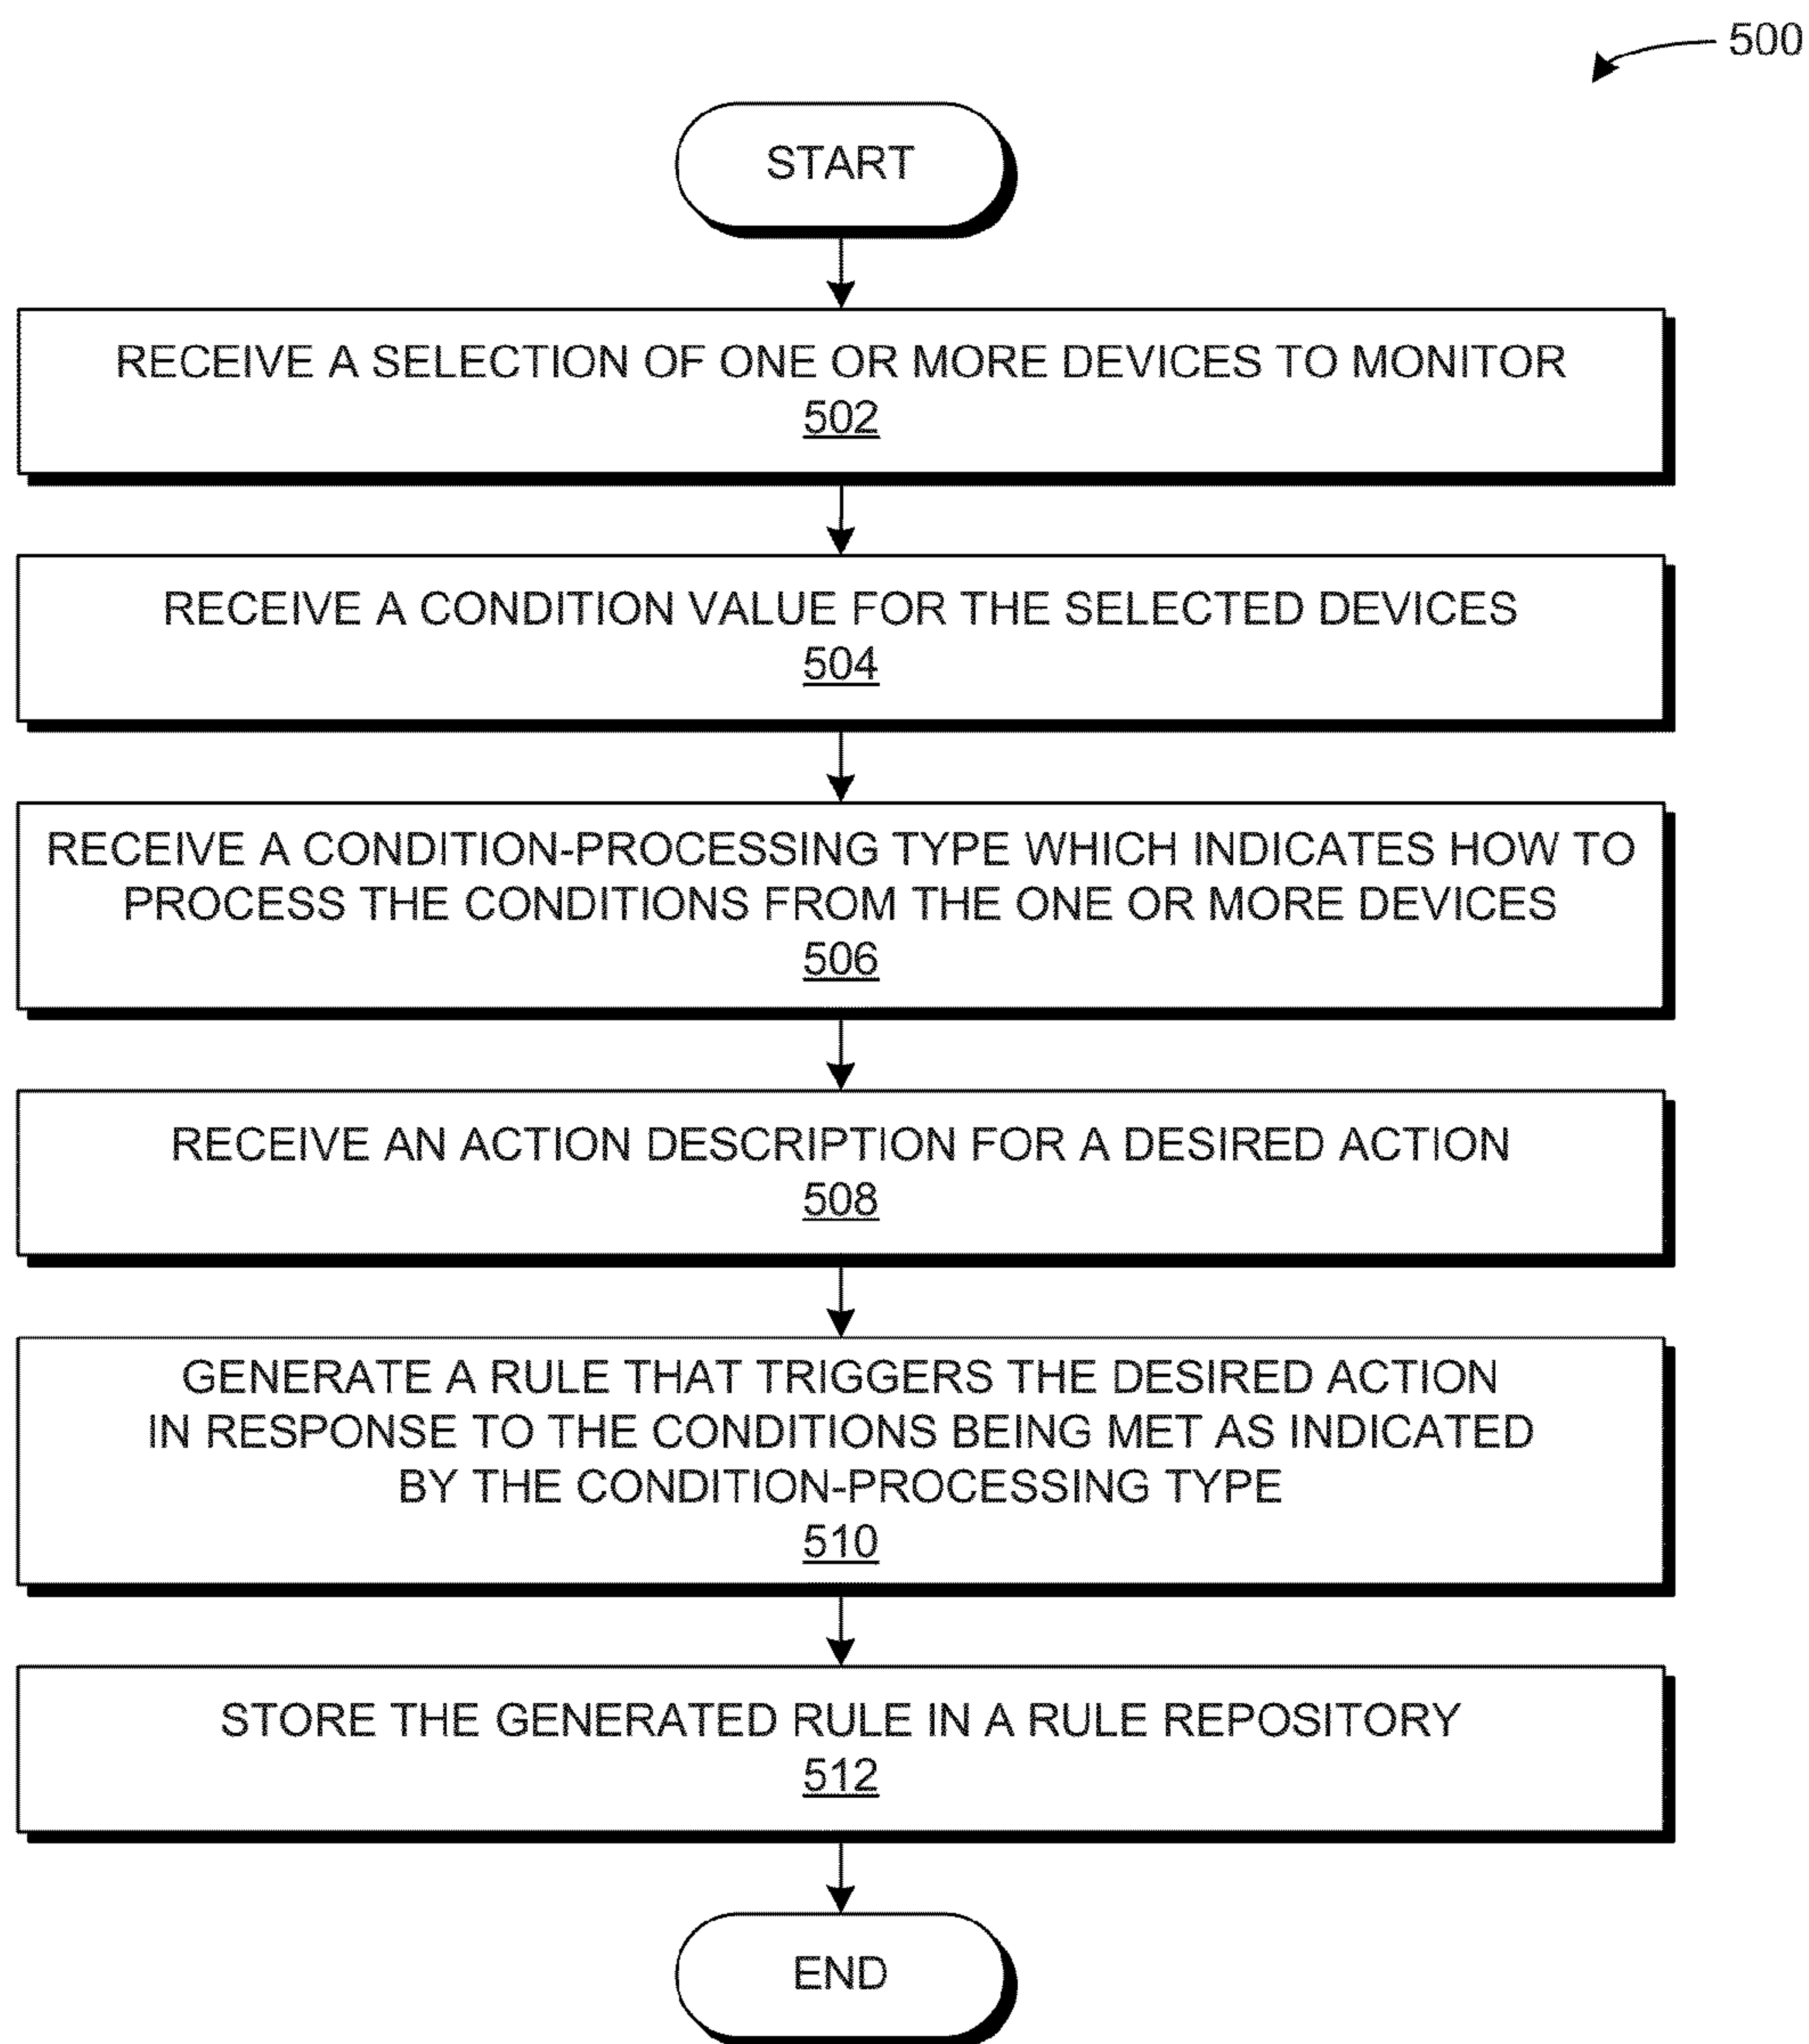 500
START
RECEIVE A SELECTION OF ONE OR MORE DEVICES TO MONITOR
502
RECEIVE A CONDITION VALUE FOR THE SELECTED DEVICES
504
RECEIVE A CONDITION-PROCESSING TYPE WHICH INDICATES HOW TO
PROCESS THE CONDITIONS FROM THE ONE OR MORE DEVICES
506
RECEIVE AN ACTION DESCRIPTION FOR A DESIRED ACTION
508
GENERATE A RULE THAT TRIGGERS THE DESIRED ACTION
IN RESPONSE TO THE CONDITIONS BEING MET AS INDICATED
BY THE CONDITION-PROCESSING TYPE
510
STORE THE GENERATED RULE IN A RULE REPOSITORY
512
END